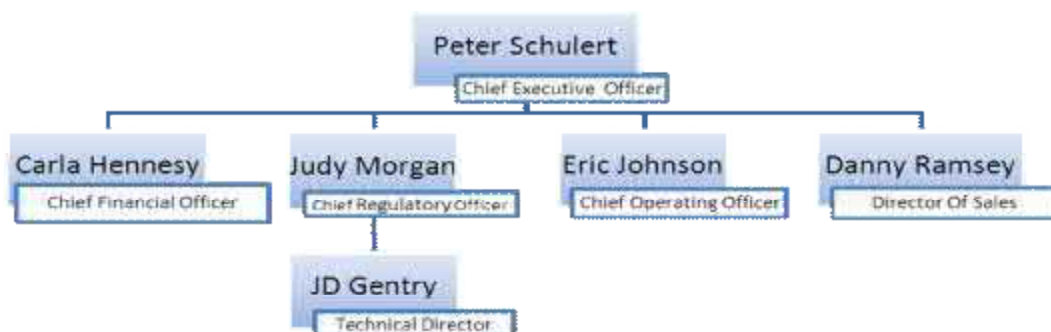 Peter Schulert
Chief Executive Officer
Carla Hennesy
Chief Financial Officer
Judy Morgan
Chief Regulatory Officer
Eric Johnson
Chief Operating Officer
Danny Ramsey
Director Of Sales
JD Gentry
Technical Director